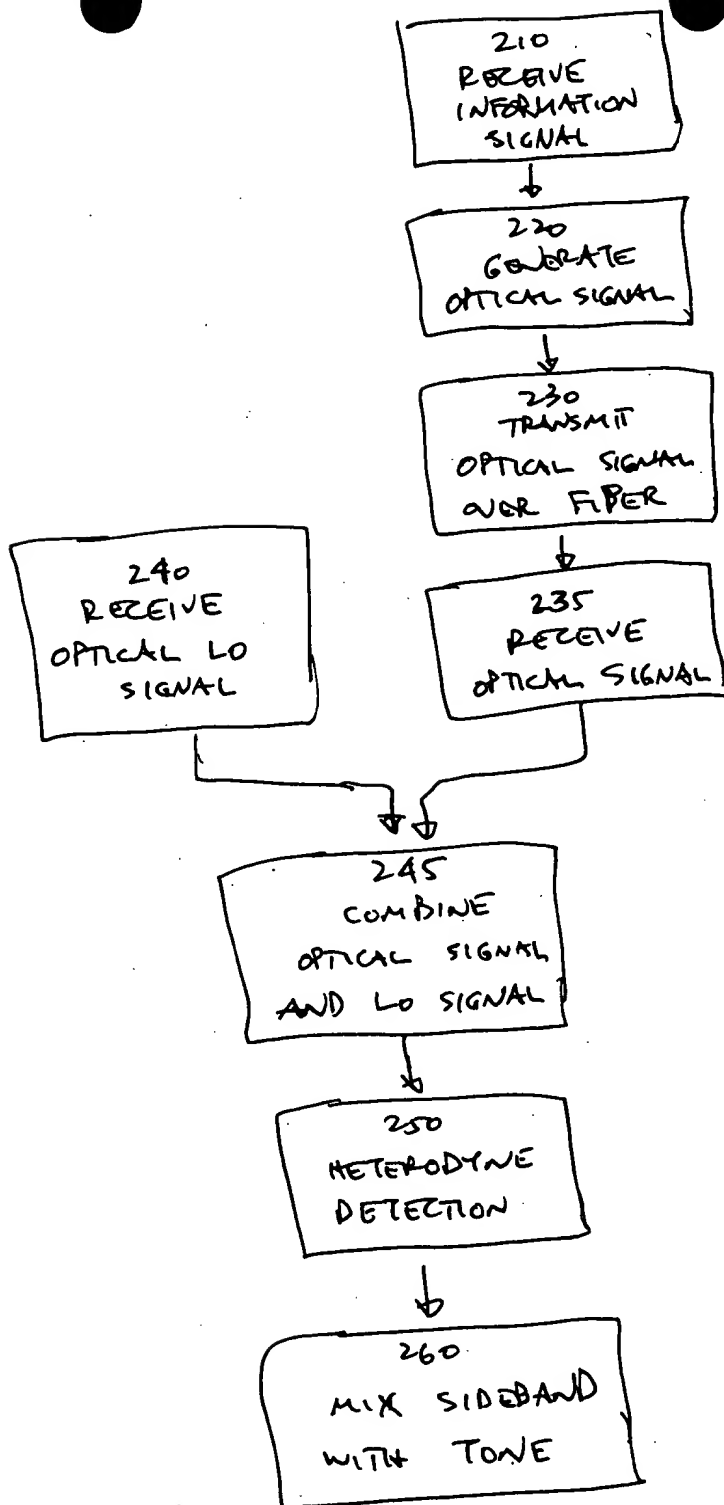 210
RECEIVE
INFORMATION
SIGNAL
220
GENERATE
OPTICAL SIGNAL
230
TRANSMIT
OPTICAL SIGNAL
OVER FIBER
240
RECEIVE
OPTICAL LO
SIGNAL
235
RECEIVE
OPTICAL SIGNAL
245
COMBINE
OPTICAL SIGNAL
AND LO SIGNAL
250
HETERODYNE
DETECTION
260
MIX SIDEBAND
WITH TONE